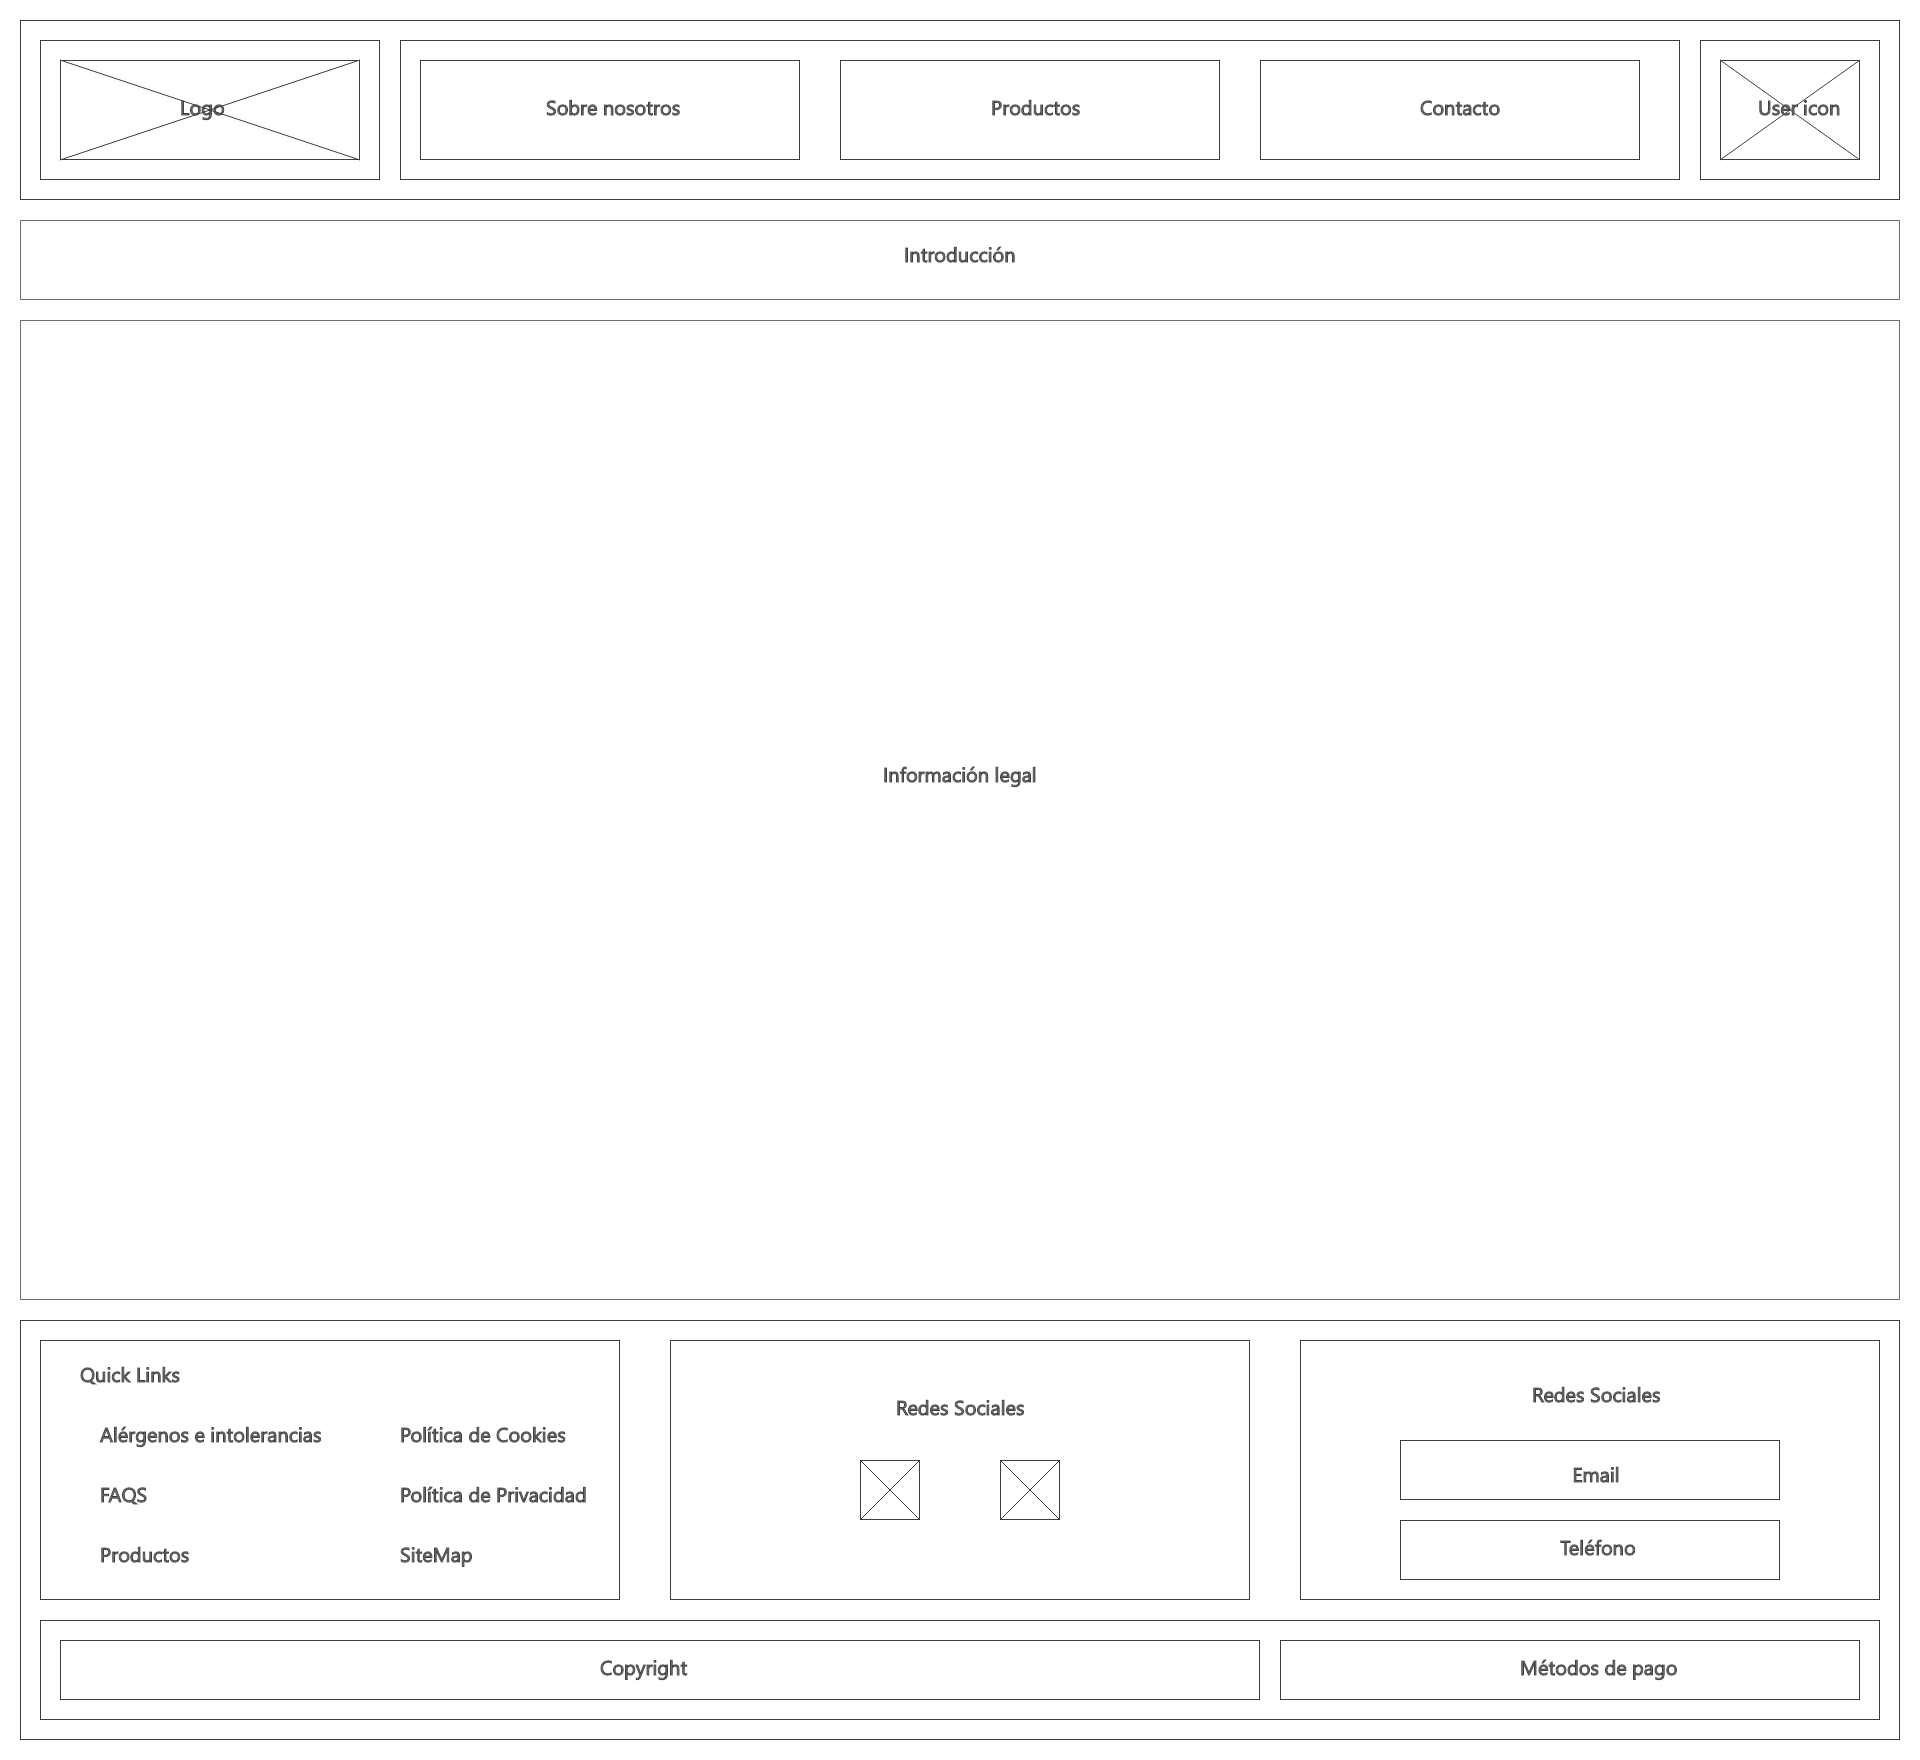 Logo
Sobre nosotros
Productos
Contacto
User icon
Introducción
Información legal
Quick Links
Alérgenos e intolerancias
Política de Cookies
FAQS
Política de Privacidad
Productos
SiteMap
Redes Sociales
Redes Sociales
Email
Teléfono
Copyright
Métodos de pago